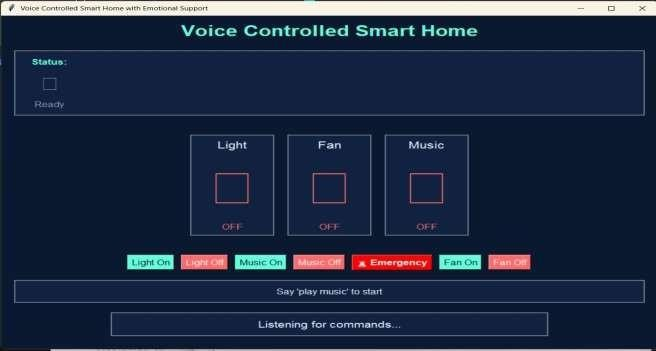 Voice Controlled Smart Home with Emotional Support
Voice Controlled Smart Home
Status:
Ready
Light Fan Music
OFF OFF OFF
Light On Light Off Music On Music Off Emergency Fan On Fan Off
Say 'play music' to start
Listening for commands...